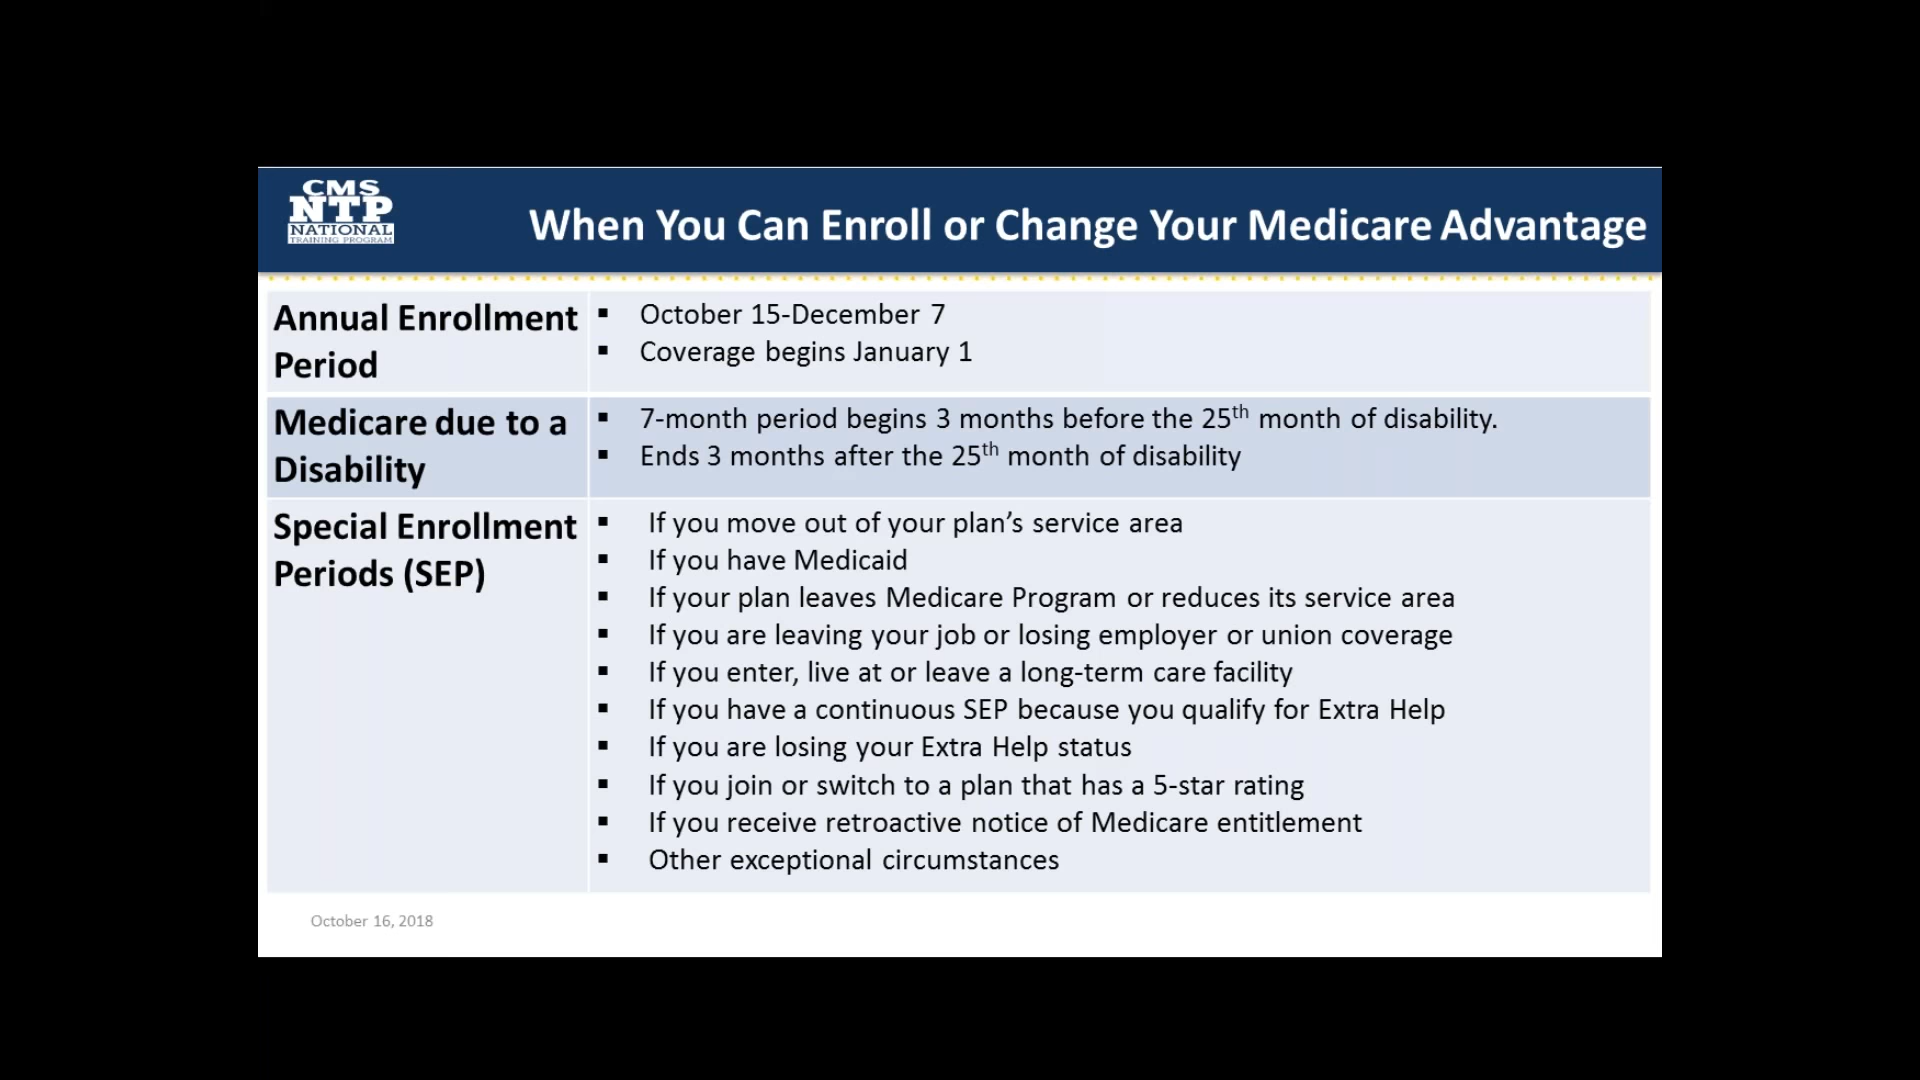 CMS
NTP
NATIONAL
TRAINING PROGRAM
When You Can Enroll or Change Your Medicare Advantage
Annual Enrollment
Period
▪ October 15-December 7
▪ Coverage begins January 1
Medicare due to a
Disability
▪ 7-month period begins 3 months before the 25th month of disability.
▪ Ends 3 months after the 25th month of disability
Special Enrollment
Periods (SEP)
▪ If you move out of your plan’s service area
▪ If you have Medicaid
▪ If your plan leaves Medicare Program or reduces its service area
▪ If you are leaving your job or losing employer or union coverage
▪ If you enter, live at or leave a long-term care facility
▪ If you have a continuous SEP because you qualify for Extra Help
▪ If you are losing your Extra Help status
▪ If you join or switch to a plan that has a 5-star rating
▪ If you receive retroactive notice of Medicare entitlement
▪ Other exceptional circumstances
October 16, 2018